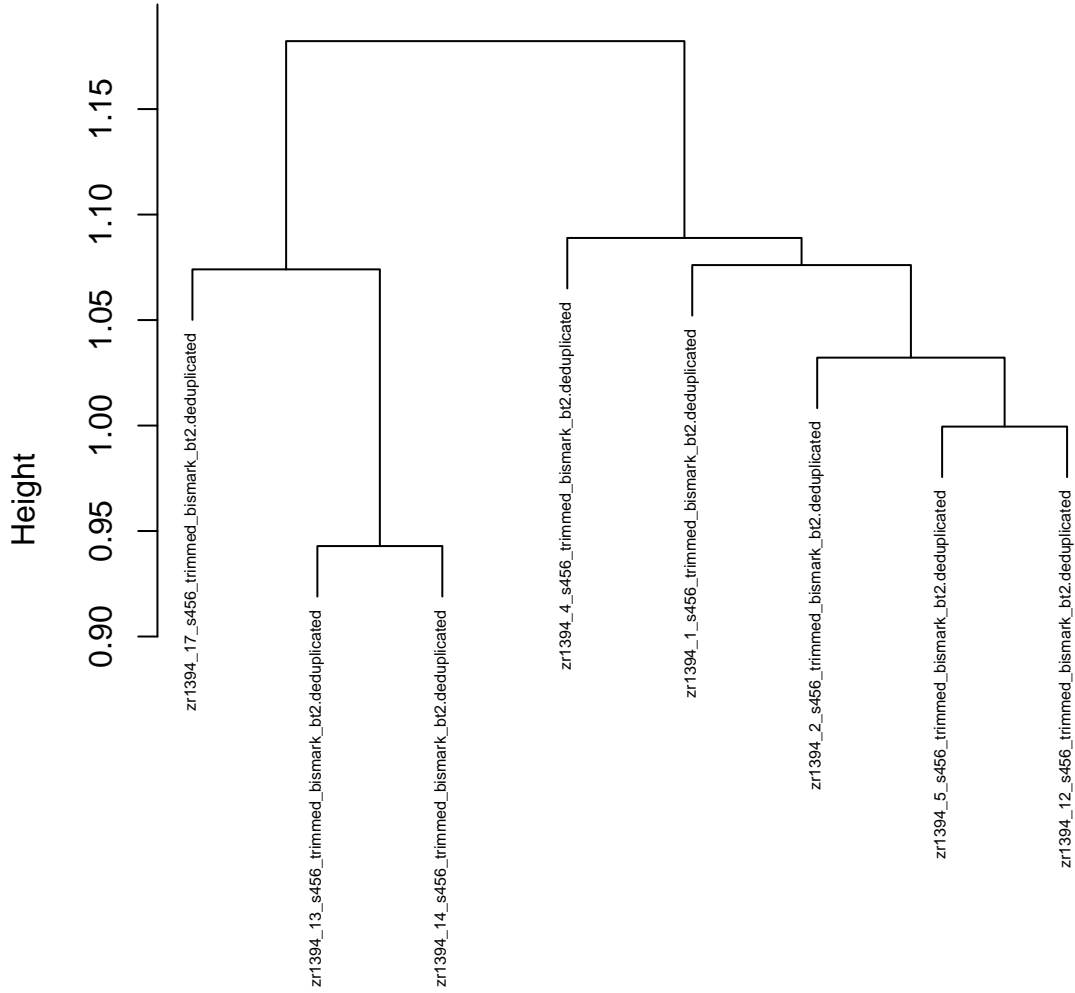 Height
1.15
1.10
1.05
1.00
0.95
0.90
zr1394_17_s456_trimmed_bismark_bt2.deduplicated
zr1394_13_s456_trimmed_bismark_bt2.deduplicated
zr1394_14_s456_trimmed_bismark_bt2.deduplicated
zr1394_4_s456_trimmed_bismark_bt2.deduplicated
zr1394_1_s456_trimmed_bismark_bt2.deduplicated
zr1394_2_s456_trimmed_bismark_bt2.deduplicated
zr1394_5_s456_trimmed_bismark_bt2.deduplicated
zr1394_12_s456_trimmed_bismark_bt2.deduplicated